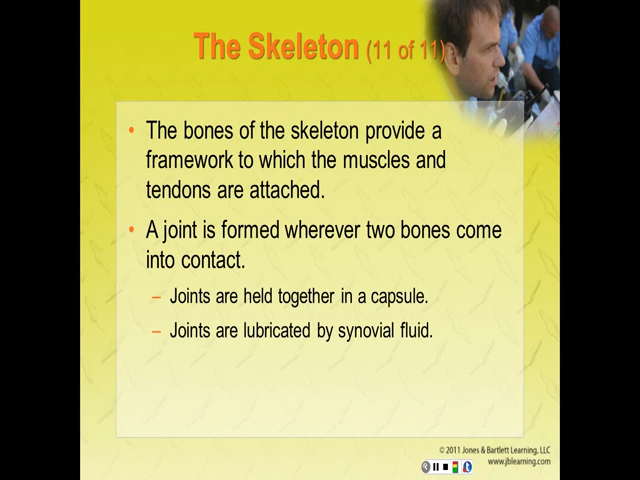 The Skeleton (11 of 11)
• The bones of the skeleton provide a
framework to which the muscles and
tendons are attached.
• A joint is formed wherever two bones come
into contact.
– Joints are held together in a capsule.
– Joints are lubricated by synovial fluid.
© 2011 Jones & Bartlett Learning, LLC
www.jblearning.com